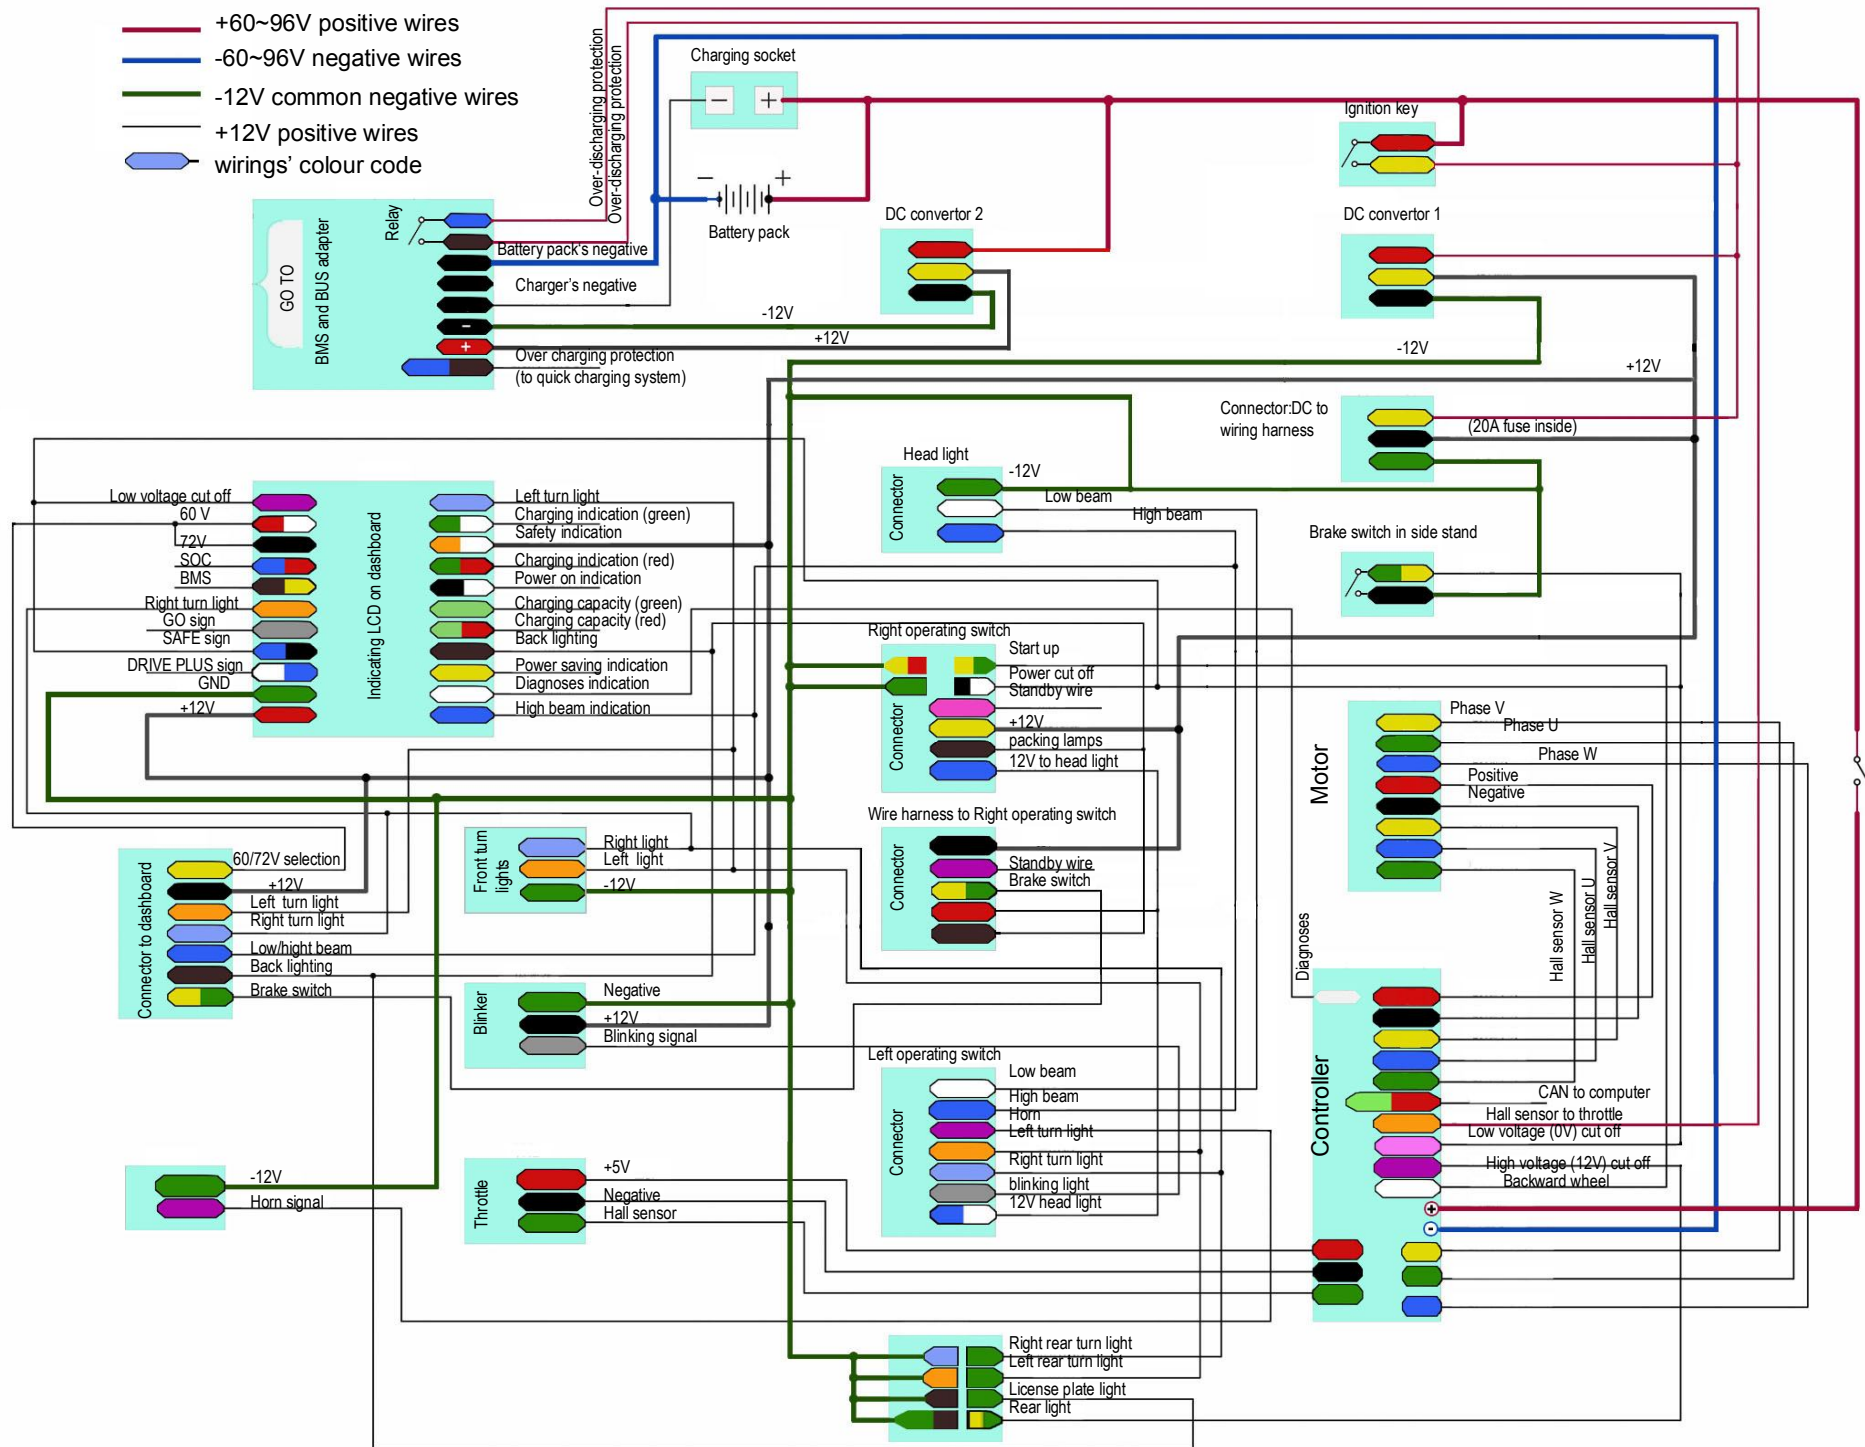 +60~96V positive wires
-60~96V negative wires
-12V common negative wires
+12V positive wires
wirings' colour code
Over-discharging protection
Over-discharging protection
Charging socket
− +
− +
Battery pack
Ignition key
DC convertor 2
DC convertor 1
GO TO
BMS and BUS adapter
Relay
Battery pack's negative
Charger's negative
−
+
-12V
+12V
Over charging protection
(to quick charging system)
-12V
+12V
Connector:DC to
wiring harness
(20A fuse inside)
Head light
Connector
-12V
Low beam
High beam
Brake switch in side stand
Indicating LCD on dashboard
Low voltage cut off
60 V
72V
SOC
BMS
Right turn light
GO sign
SAFE sign
DRIVE PLUS sign
GND
+12V
Left turn light
Charging indication (green)
Safety indication
Charging indication (red)
Power on indication
Charging capacity (green)
Charging capacity (red)
Back lighting
Power saving indication
Diagnoses indication
High beam indication
Right operating switch
Connector
Start up
Power cut off
Standby wire
+12V
packing lamps
12V to head light
Motor
Phase V
Phase U
Phase W
Positive
Negative
Hall sensor W
Hall sensor U
Hall sensor V
Wire harness to Right operating switch
Connector
Standby wire
Brake switch
Front turn
lights
Right light
Left light
-12V
Connector to dashboard
60/72V selection
+12V
Left turn light
Right turn light
Low/hight beam
Back lighting
Brake switch
Blinker
Negative
+12V
Blinking signal
Left operating switch
Connector
Low beam
High beam
Horn
Left turn light
Right turn light
blinking light
12V head light
Diagnoses
Controller
CAN to computer
Hall sensor to throttle
Low voltage (0V) cut off
High voltage (12V) cut off
Backward wheel
+
-
-12V
Horn signal
Throttle
+5V
Negative
Hall sensor
Right rear turn light
Left rear turn light
License plate light
Rear light